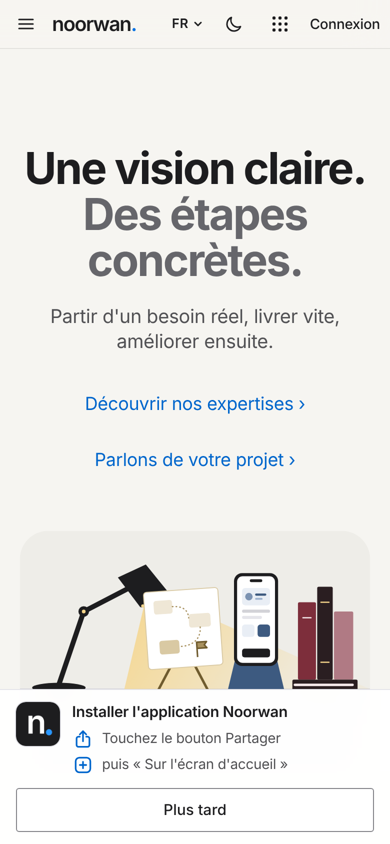 noorwan.
FR
Connexion
Une vision claire.
Des étapes
concrètes.
Partir d'un besoin réel, livrer vite,
améliorer ensuite.
Découvrir nos expertises ›
Parlons de votre projet ›
n.
Installer l'application Noorwan
Touchez le bouton Partager
puis « Sur l'écran d'accueil »
Plus tard